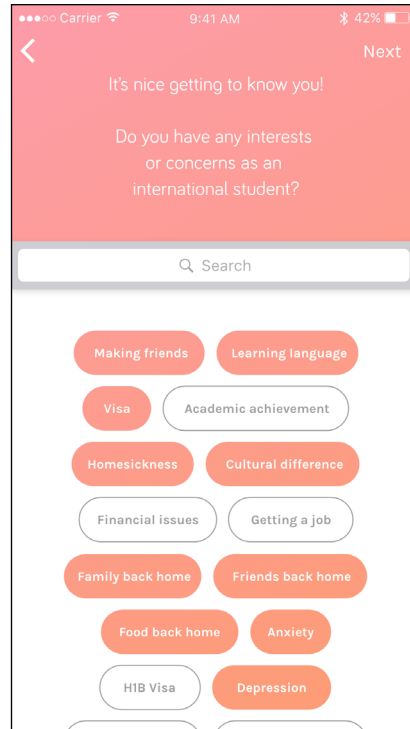 Carrier 9:41 AM 42%
Next
It's nice getting to know you!
Do you have any interests
or concerns as an
international student?
Search
Making friends Learning language
Visa Academic achievement
Homesickness Cultural difference
Financial issues Getting a job
Family back home Friends back home
Food back home Anxiety
H1B Visa Depression